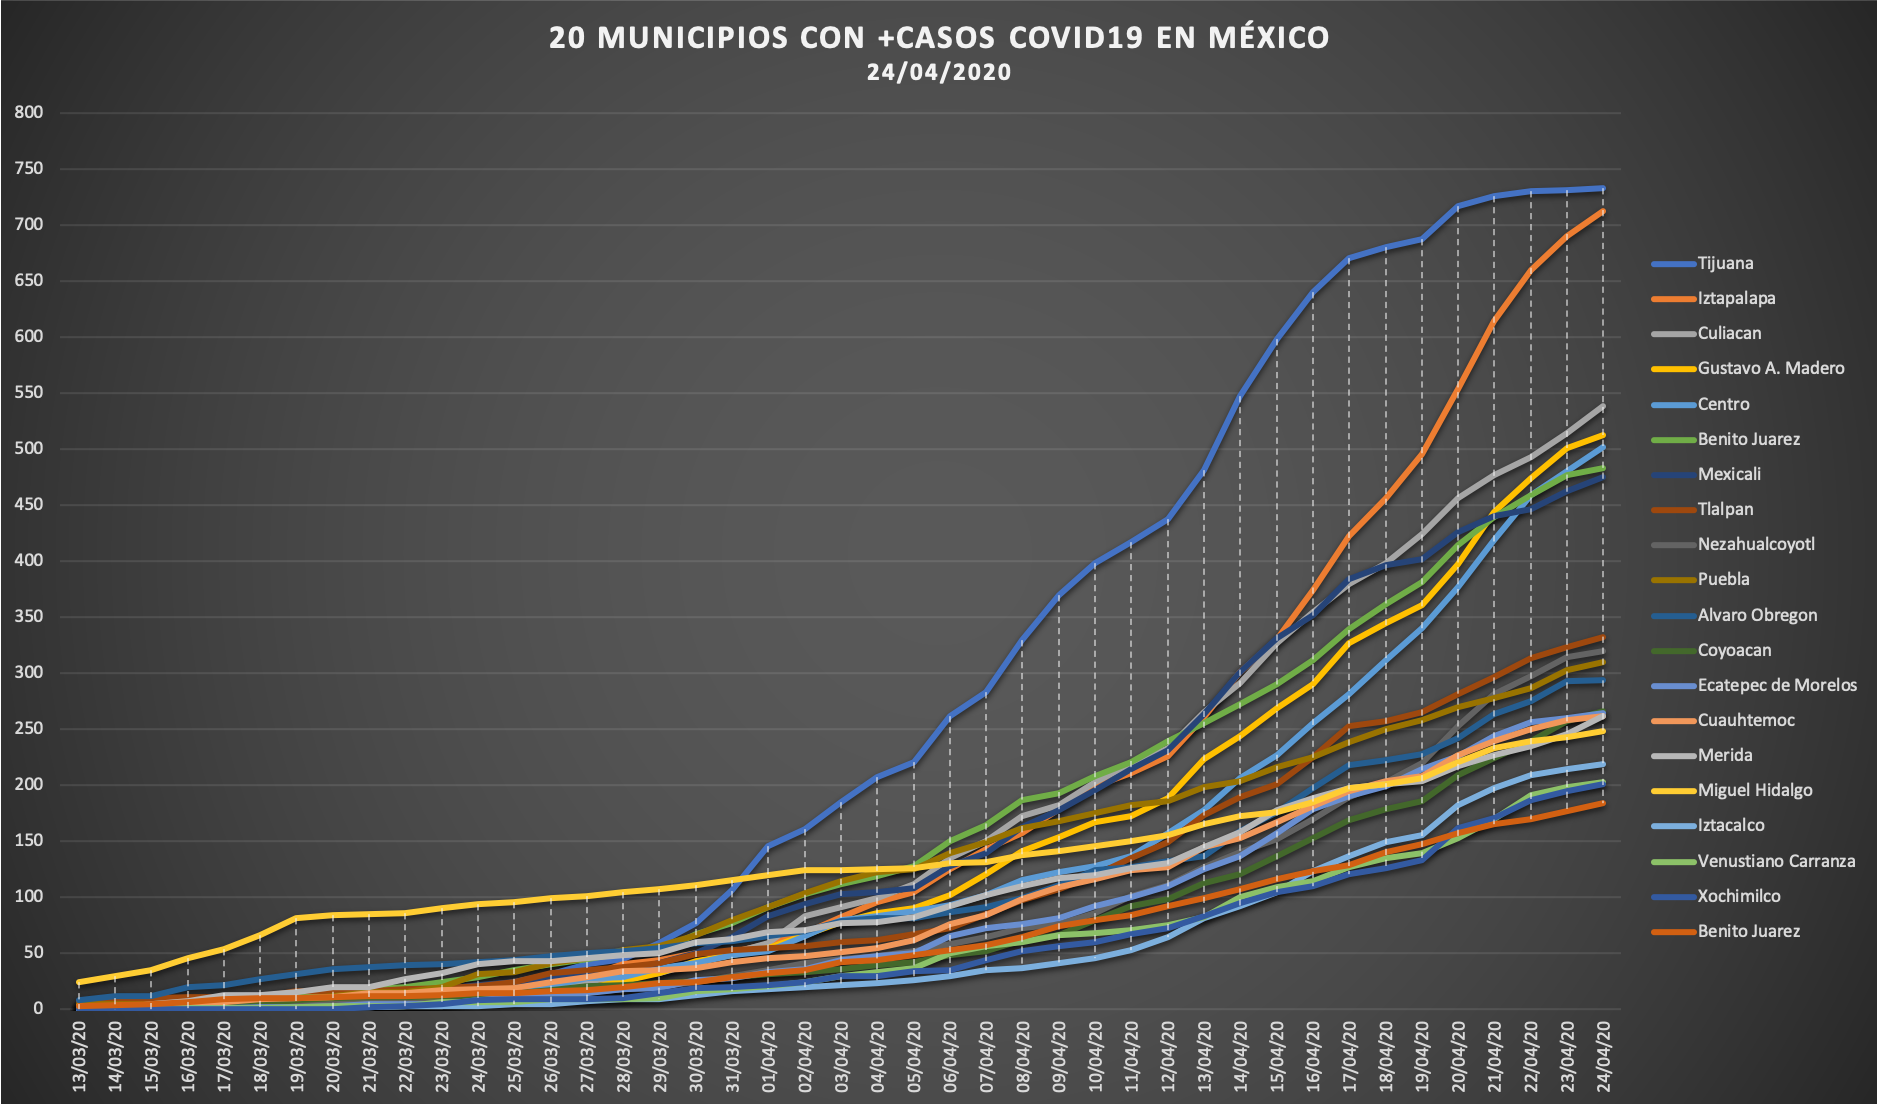 20 MUNICIPIOS CON +CASOS COVID19 EN MÉXICO
24/04/2020
800
750
700
650
600
550
500
450
400
350
300
250
200
150
100
50
0
13/03/20
14/03/20
15/03/20
16/03/20
17/03/20
18/03/20
19/03/20
20/03/20
21/03/20
22/03/20
23/03/20
24/03/20
25/03/20
26/03/20
27/03/20
28/03/20
29/03/20
30/03/20
31/03/20
01/04/20
02/04/20
03/04/20
04/04/20
05/04/20
06/04/20
07/04/20
08/04/20
09/04/20
10/04/20
11/04/20
12/04/20
13/04/20
14/04/20
15/04/20
16/04/20
17/04/20
18/04/20
19/04/20
20/04/20
21/04/20
22/04/20
23/04/20
24/04/20
Tijuana
Iztapalapa
Culiacan
Gustavo A. Madero
Centro
Benito Juarez
Mexicali
Tlalpan
Nezahualcoyotl
Puebla
Alvaro Obregon
Coyoacan
Ecatepec de Morelos
Cuauhtemoc
Merida
Miguel Hidalgo
Iztacalco
Venustiano Carranza
Xochimilco
Benito Juarez